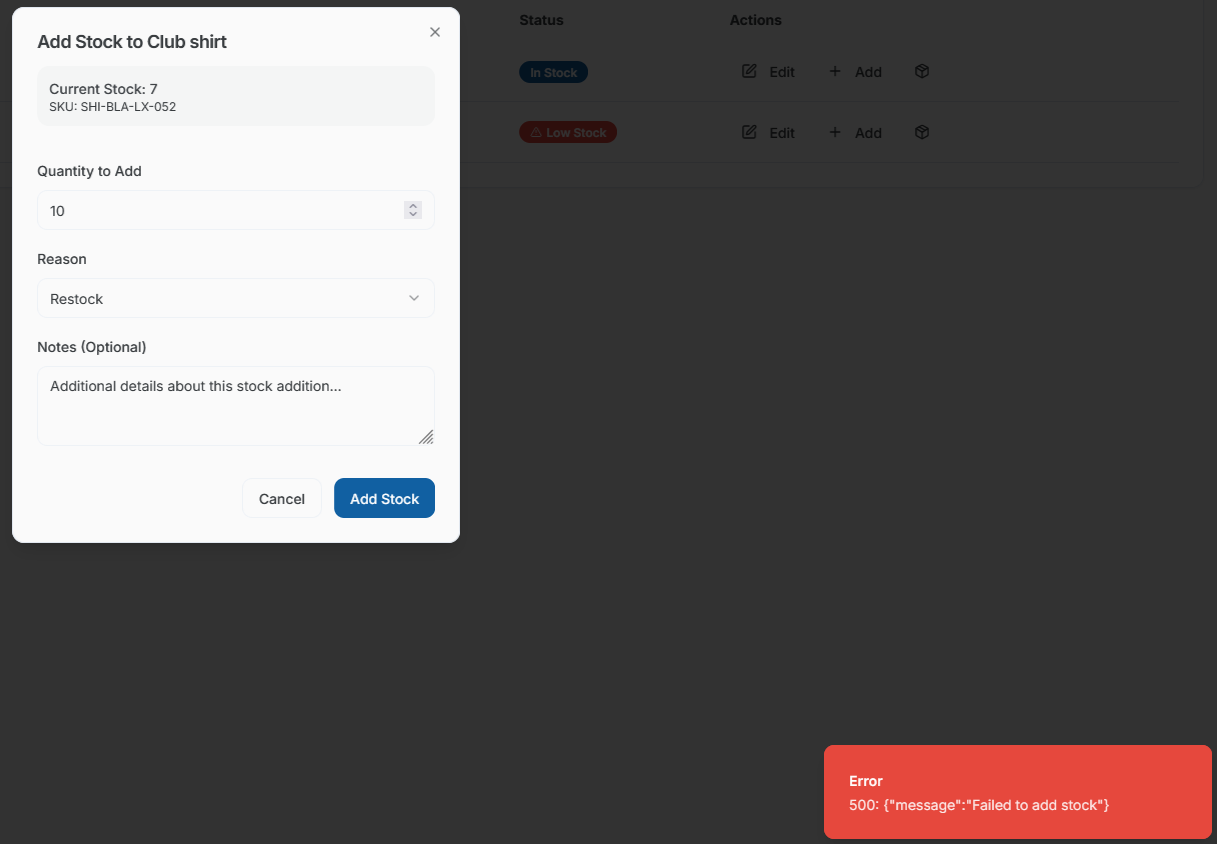 Add Stock to Club shirt
Current Stock: 7
SKU: SHI-BLA-LX-052
Quantity to Add
10
Reason
Restock
Notes (Optional)
Additional details about this stock addition...
Cancel Add Stock
Status Actions
In Stock Edit Add
Low Stock Edit Add
Error
500: {"message":"Failed to add stock"}